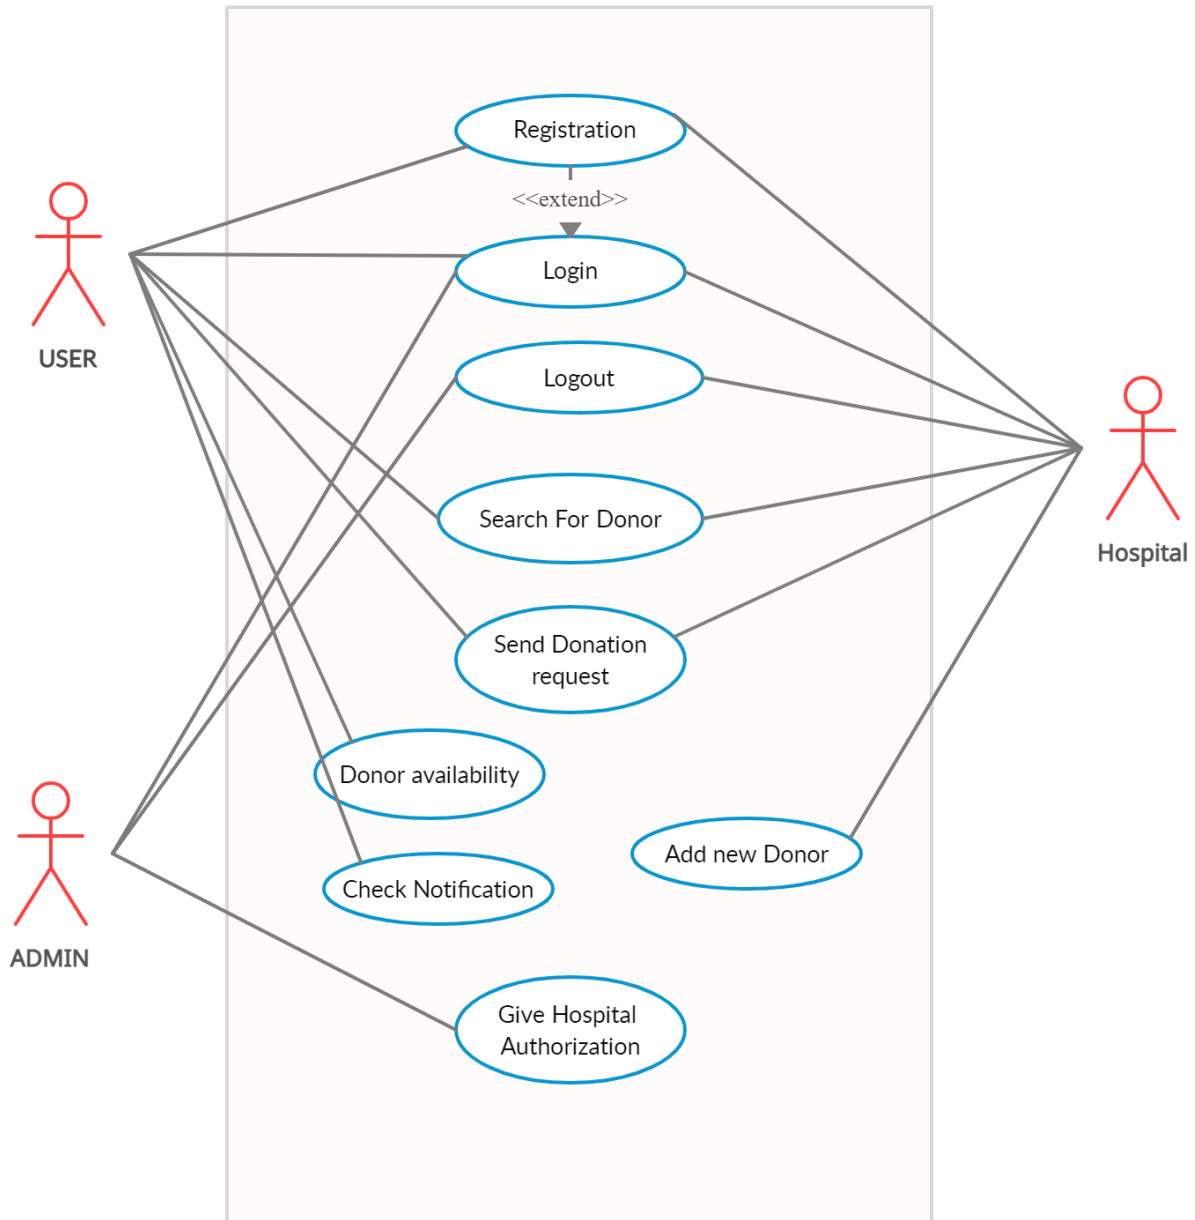 Registration
<<extend>>
Login
USER
Logout
Search For Donor
Hospital
Send Donation
request
Donor availability
Add new Donor
Check Notification
ADMIN
Give Hospital
Authorization